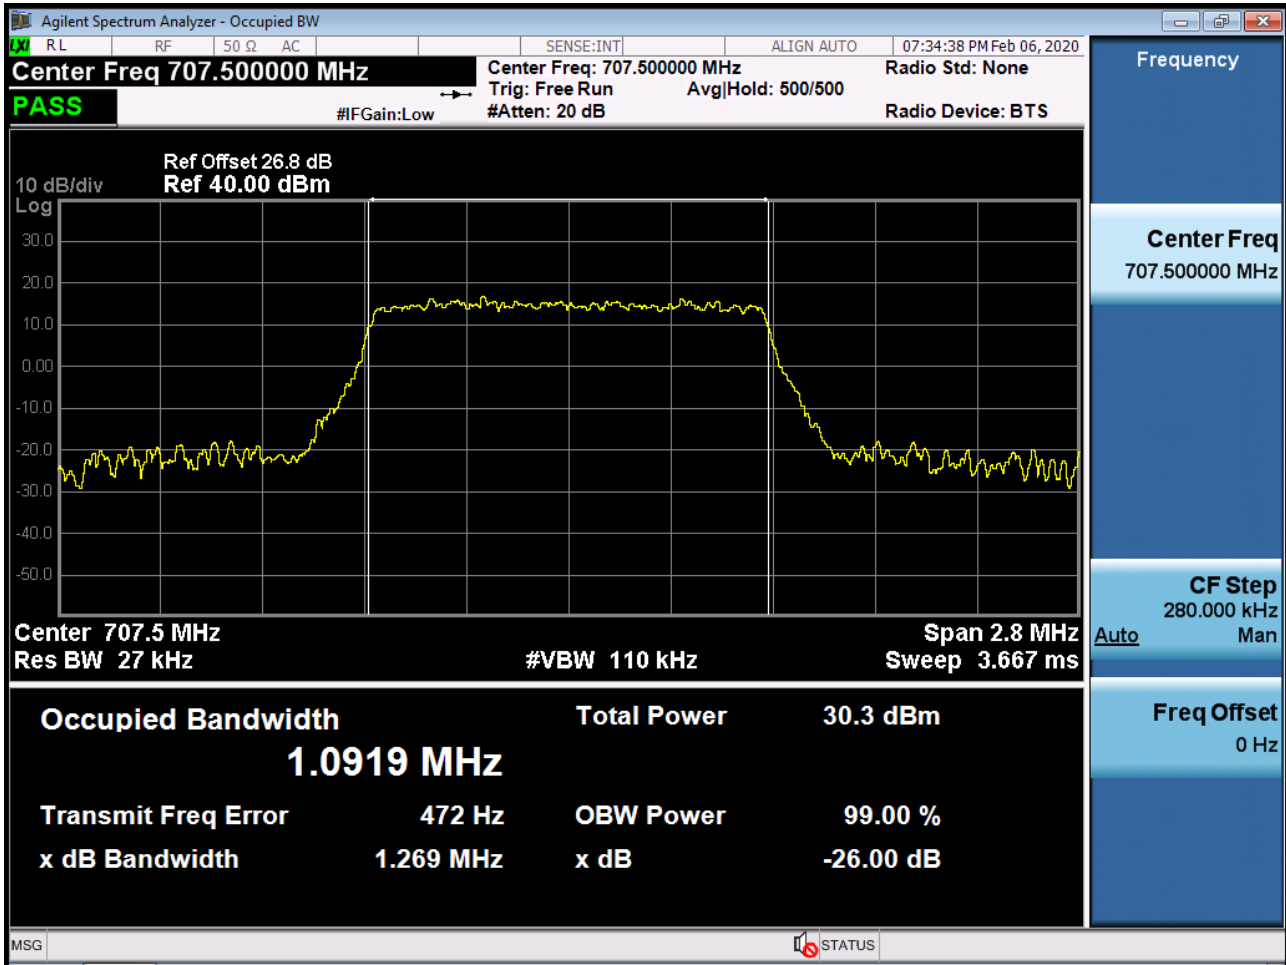 Agilent Spectrum Analyzer - Occupied BW
LXI RL RF 50 Ω AC SENSE:INT ALIGN AUTO 07:34:38 PM Feb 06, 2020
Center Freq 707.500000 MHz
PASS
#IFGain:Low
Center Freq: 707.500000 MHz
Trig: Free Run Avg|Hold: 500/500
#Atten: 20 dB
Radio Std: None
Radio Device: BTS
Ref Offset 26.8 dB
10 dB/div Ref 40.00 dBm
Log
30.0
20.0
10.0
0.00
-10.0
-20.0
-30.0
-40.0
-50.0
Center 707.5 MHz Span 2.8 MHz
Res BW 27 kHz #VBW 110 kHz Sweep 3.667 ms
Occupied Bandwidth Total Power 30.3 dBm
1.0919 MHz
Transmit Freq Error 472 Hz OBW Power 99.00 %
x dB Bandwidth 1.269 MHz x dB -26.00 dB
MSG STATUS
Frequency
Center Freq
707.500000 MHz
CF Step
280.000 kHz
Auto Man
Freq Offset
0 Hz